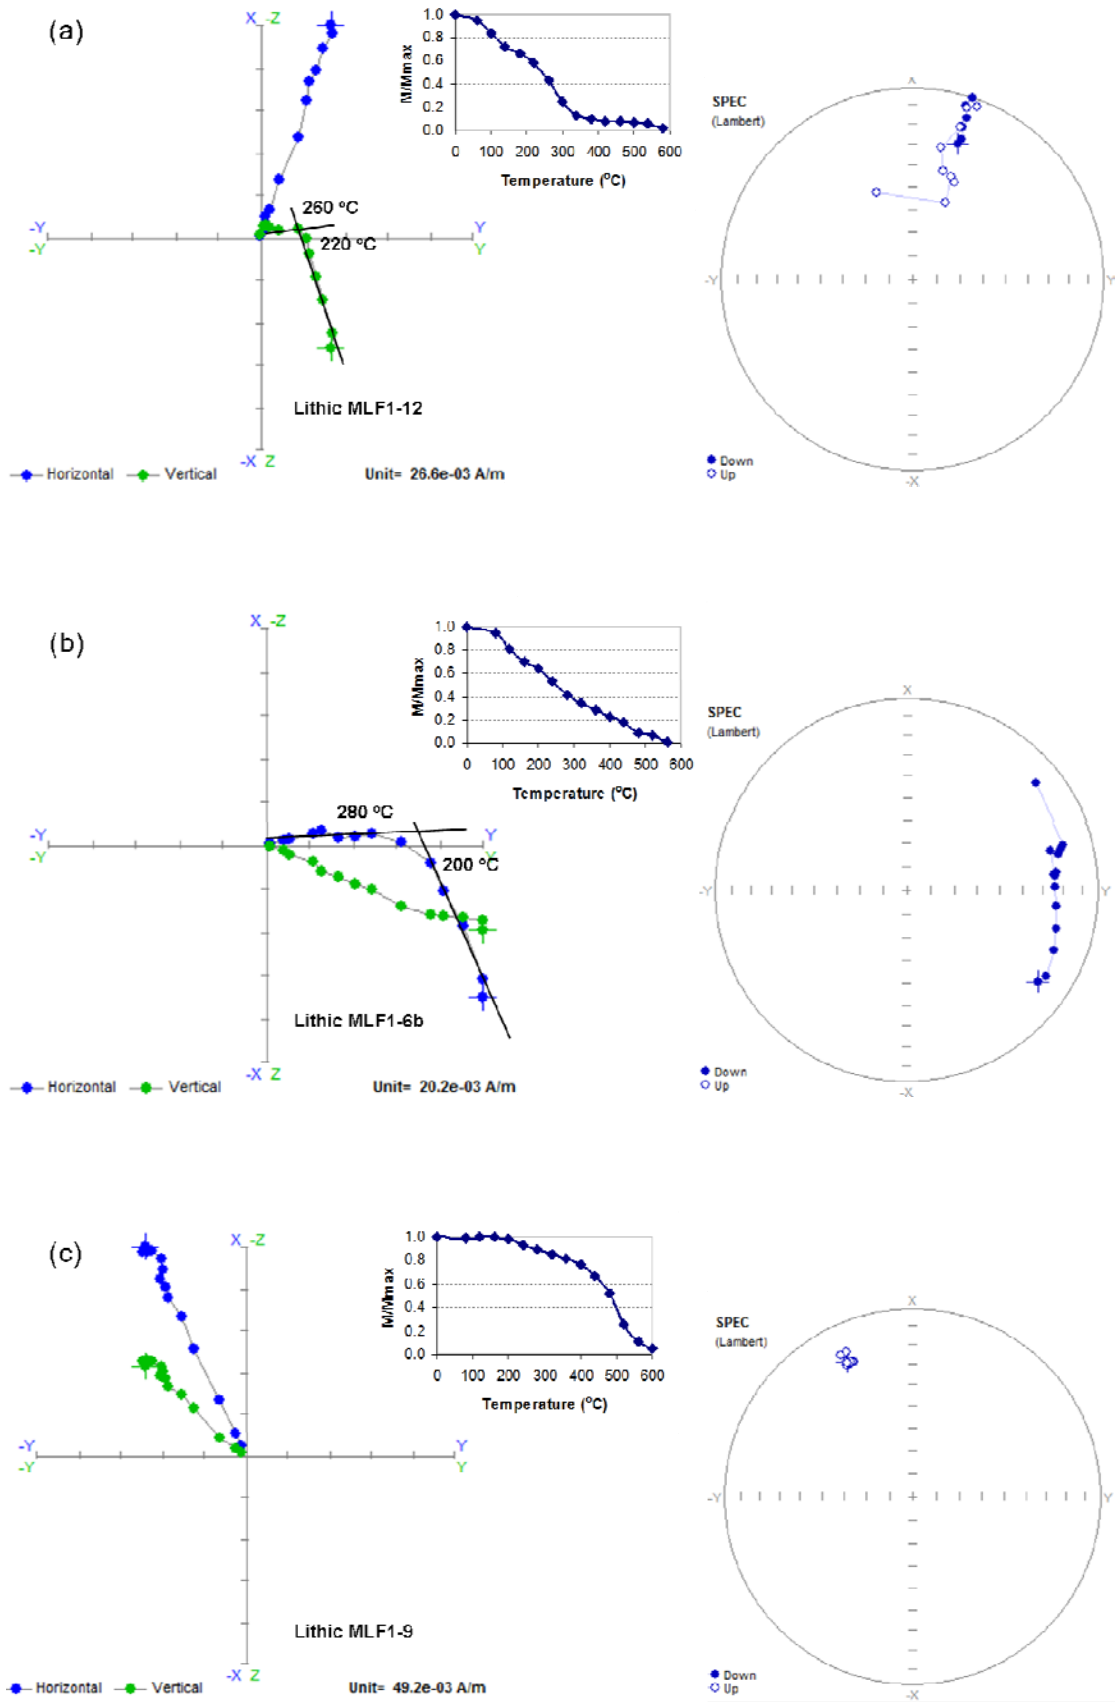 (a)
X -Z
1.0
0.8
0.6
0.4
0.2
0.0
M/Mmax
0 100 200 300 400 500 600
Temperature (°C)
SPEC
(Lambert)
X
-Y
Y
-X
-Y
-Y
Y
Y
260 °C
220 °C
Lithic MLF1-12
-X Z
Horizontal Vertical Unit= 26.6e-03 A/m
Down
Up
(b)
X -Z
1.0
0.8
0.6
0.4
0.2
0.0
M/Mmax
0 100 200 300 400 500 600
Temperature (°C)
SPEC
(Lambert)
X
-Y
Y
-X
-Y
-Y
Y
Y
280 °C
200 °C
Lithic MLF1-6b
-X Z
Horizontal Vertical Unit= 20.2e-03 A/m
Down
Up
(c)
X -Z
1.0
0.8
0.6
0.4
0.2
0.0
M/Mmax
0 100 200 300 400 500 600
Temperature (°C)
SPEC
(Lambert)
X
-Y
Y
-X
-Y
-Y
Y
Y
Lithic MLF1-9
-X Z
Horizontal Vertical Unit= 49.2e-03 A/m
Down
Up